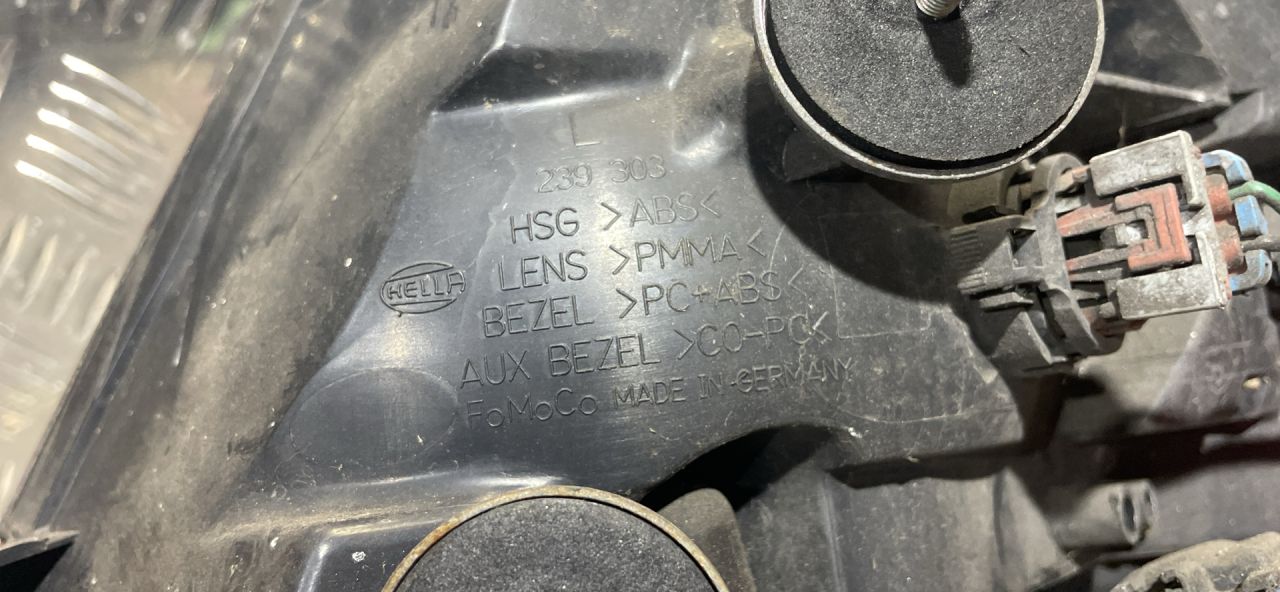 L
239 303
HSG >ABS<
LENS >PMMA<
HELLA
BEZEL >PC+ABS<
AUX BEZEL >CO-PC<
FoMoCo MADE IN GERMANY